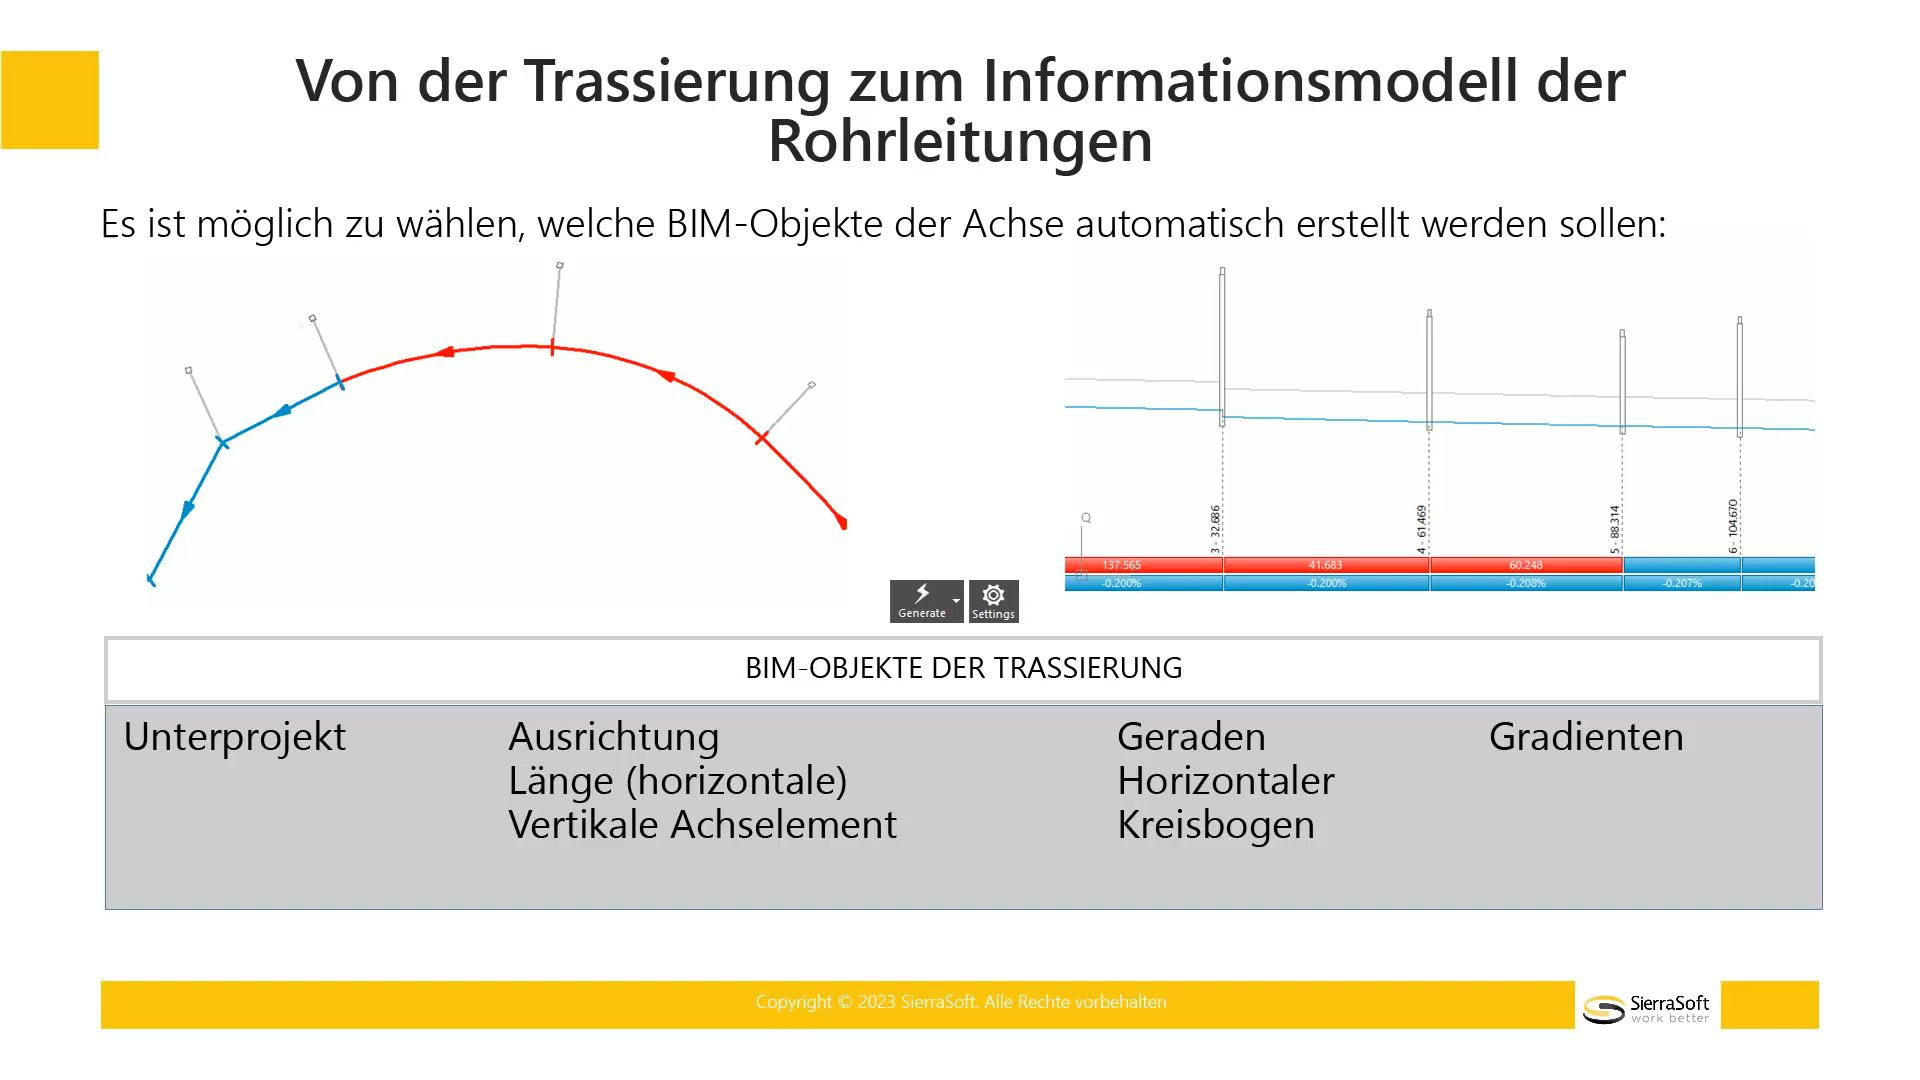 Von der Trassierung zum Informationsmodell der
Rohrleitungen
Es ist möglich zu wählen, welche BIM-Objekte der Achse automatisch erstellt werden sollen:
3 - 32.686
4 - 61.469
5 - 88.314
6 - 104.670
Q
137.565
41.683
60.248
-0.200%
-0.200%
-0.208%
-0.207%
-0.20
Generate
Settings
BIM-OBJEKTE DER TRASSIERUNG
Unterprojekt
Ausrichtung
Länge (horizontale)
Vertikale Achselement
Geraden
Horizontaler
Kreisbogen
Gradienten
Copyright © 2023 SierraSoft. Alle Rechte vorbehalten
SierraSoft
work better